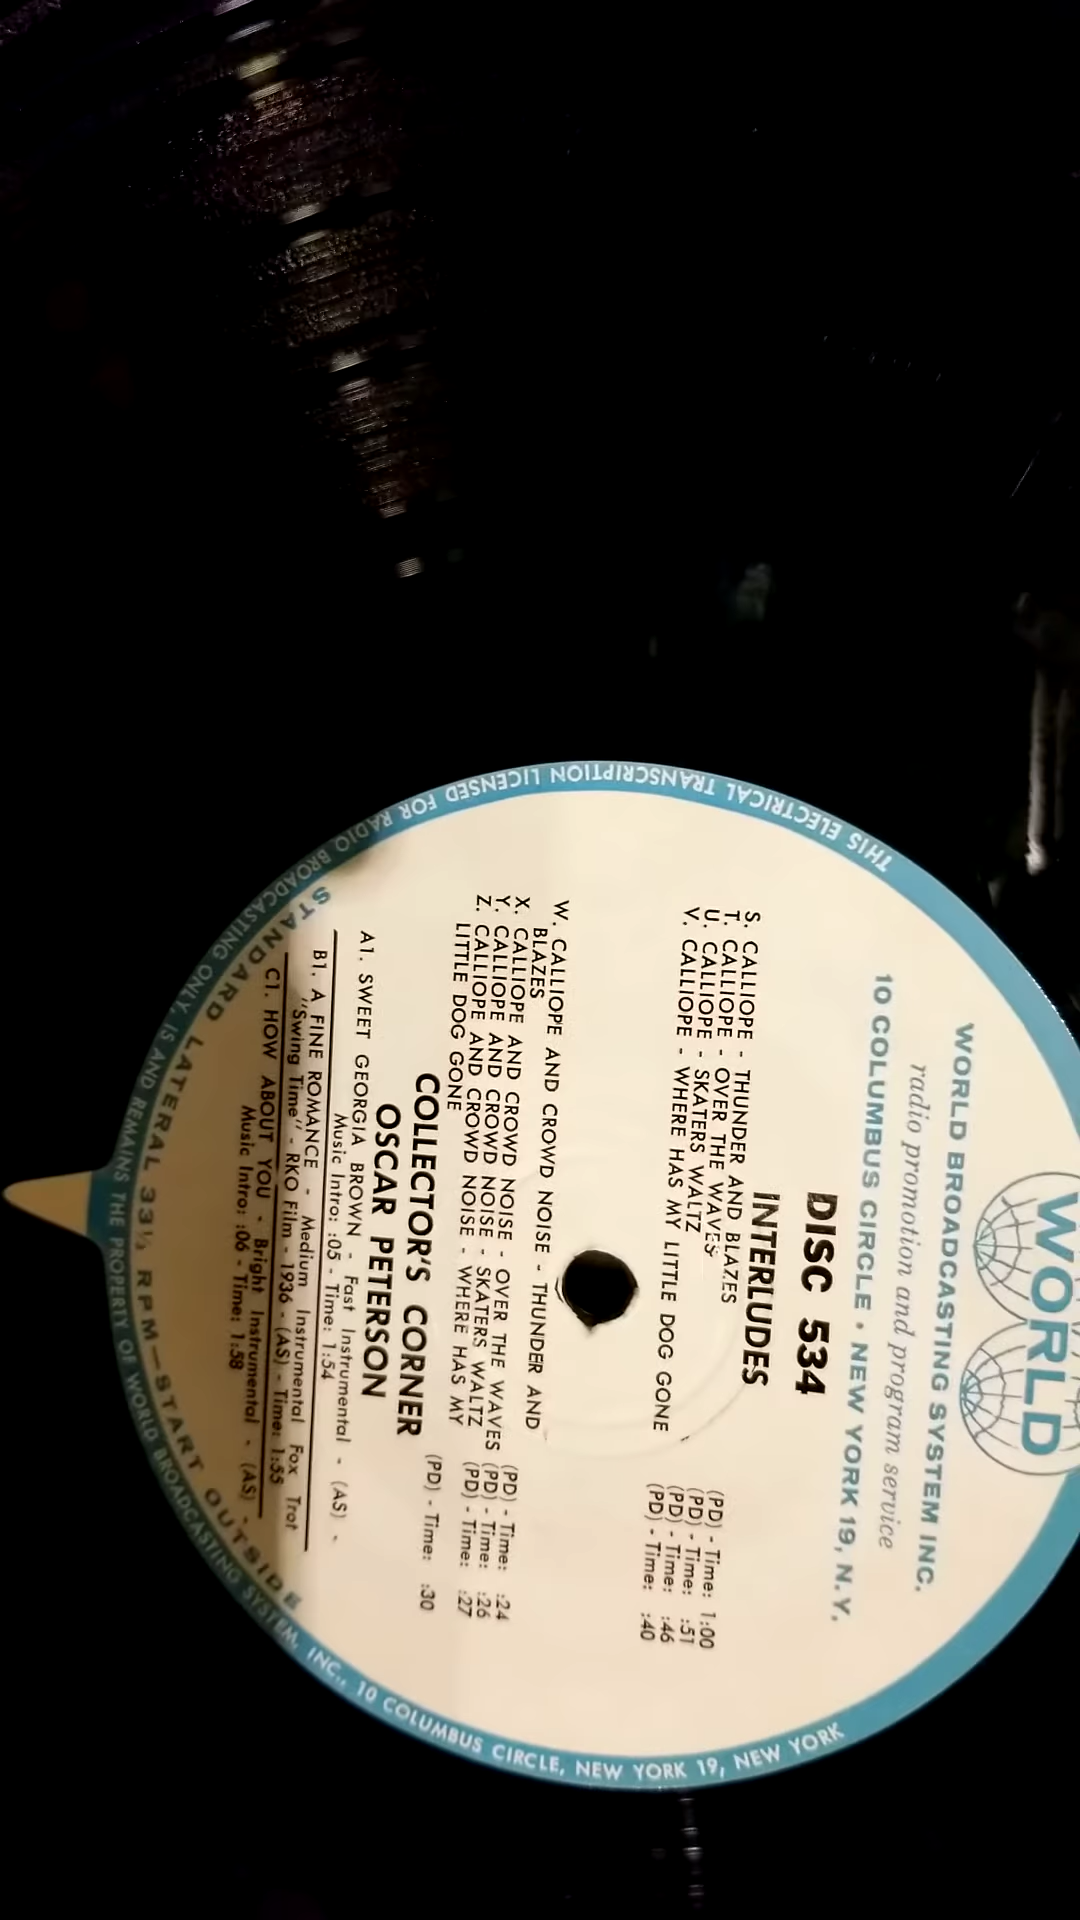 WORLD
WORLD BROADCASTING SYSTEM INC.
radio promotion and program service
10 COLUMBUS CIRCLE • NEW YORK 19, N.Y.
DISC 534
INTERLUDES
S. CALLIOPE - THUNDER AND BLAZES (PD) - Time: 1:00
T. CALLIOPE - OVER THE WAVES (PD) - Time: :51
U. CALLIOPE - SKATERS WALTZ (PD) - Time: :46
V. CALLIOPE - WHERE HAS MY LITTLE DOG GONE (PD) - Time: :40
W. CALLIOPE AND CROWD NOISE - THUNDER AND
BLAZES (PD) - Time: :24
X. CALLIOPE AND CROWD NOISE - OVER THE WAVES (PD) - Time: :26
Y. CALLIOPE AND CROWD NOISE - SKATERS WALTZ (PD) - Time: :27
Z. CALLIOPE AND CROWD NOISE - WHERE HAS MY
LITTLE DOG GONE (PD) - Time: :30
COLLECTOR'S CORNER
OSCAR PETERSON
A1. SWEET GEORGIA BROWN - Fast Instrumental - (AS) -
Music Intro: :05 - Time: 1:54
B1. A FINE ROMANCE - Medium Instrumental Fox Trot
"Swing Time" - RKO Film - 1936 - (AS) - Time: 1:55
C1. HOW ABOUT YOU - Bright Instrumental - (AS) -
Music Intro: :06 - Time: 1:58
STANDARD LATERAL 33⅓ RPM—START OUTSIDE
THIS ELECTRICAL TRANSCRIPTION LICENSED FOR RADIO BROADCASTING ONLY, IS AND REMAINS THE PROPERTY OF WORLD BROADCASTING SYSTEM, INC., 10 COLUMBUS CIRCLE, NEW YORK 19, NEW YORK